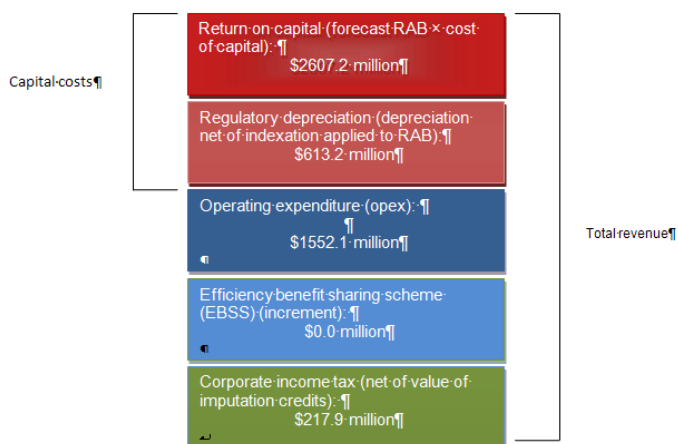 Return on capital (forecast RAB × cost
of capital): ¶
$2607.2 million¶
Capital costs¶
Regulatory depreciation (depreciation
net of indexation applied to RAB):¶
$613.2 million¶
Operating expenditure (opex): ¶
¶
$1552.1 million¶
¶
Total revenue¶
Efficiency benefit sharing scheme
(EBSS) (increment): ¶
$0.0 million¶
¶
Corporate income tax (net of value of
imputation credits): ¶
$217.9 million¶
↵